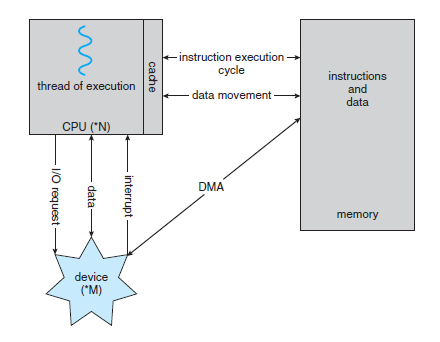 thread of execution
cache
CPU (*N)
instruction execution
cycle
data movement
instructions
and
data
memory
I/O request
data
interrupt
DMA
device
(*M)